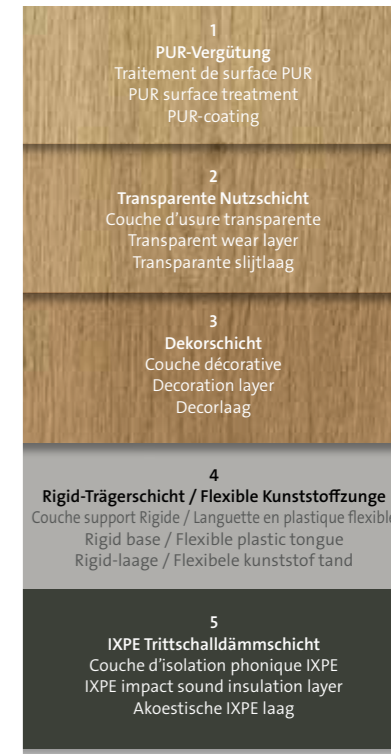 1
PUR-Vergütung
Traitement de surface PUR
PUR surface treatment
PUR-coating
2
Transparente Nutzschicht
Couche d'usure transparente
Transparent wear layer
Transparante slijtlaag
3
Dekorschicht
Couche décorative
Decoration layer
Decorlaag
4
Rigid-Trägerschicht / Flexible Kunststoffzunge
Couche support Rigide / Languette en plastique flexible
Rigid base / Flexible plastic tongue
Rigid-laage / Flexibele kunststof tand
5
IXPE Trittschalldämmschicht
Couche d’isolation phonique IXPE
IXPE impact sound insulation layer
Akoestische IXPE laag